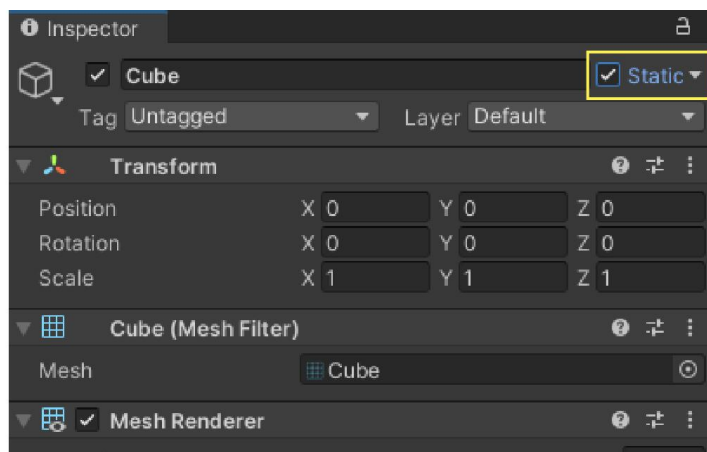 Inspector
Cube Static
Tag Untagged Layer Default
Transform
Position X 0 Y 0 Z 0
Rotation X 0 Y 0 Z 0
Scale X 1 Y 1 Z 1
Cube (Mesh Filter)
Mesh Cube
Mesh Renderer